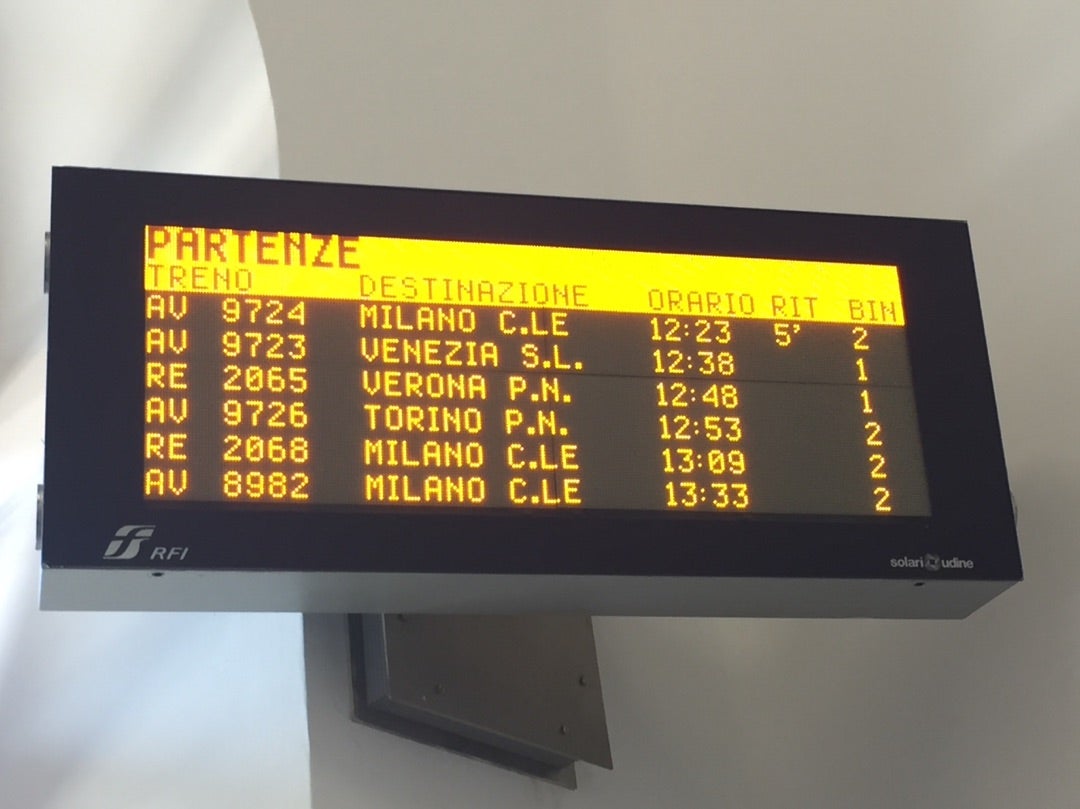 PARTENZE
TRENO DESTINAZIONE ORARIO RIT BIN
AV 9724 MILANO C.LE 12:23 5' 2
AV 9723 VENEZIA S.L. 12:38 1
RE 2065 VERONA P.N. 12:48 1
AV 9726 TORINO P.N. 12:53 2
RE 2068 MILANO C.LE 13:09 2
AV 8982 MILANO C.LE 13:33 2
RFI solari udine